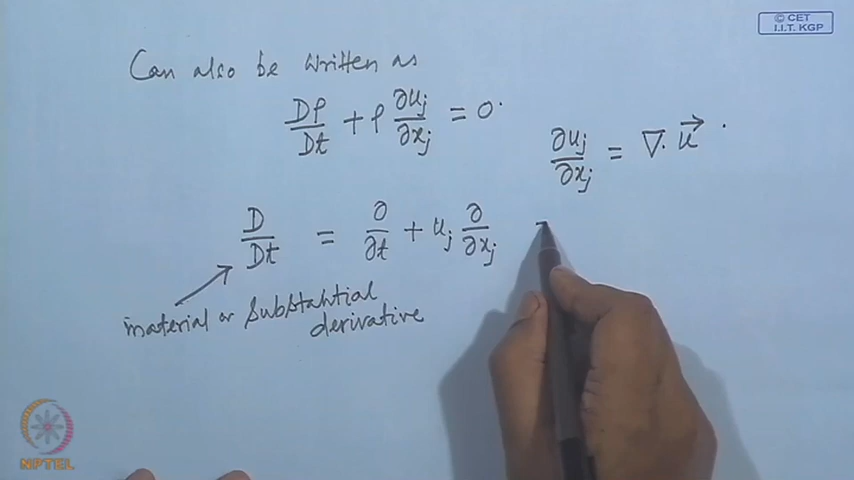 © CET
I.I.T. KGP
Can also be written as
Dρ/Dt + ρ ∂uj/∂xj = 0.
∂uj/∂xj = ∇. u⃗ .
D/Dt = ∂/∂t + uj ∂/∂xj
material or substantial
derivative
NPTEL